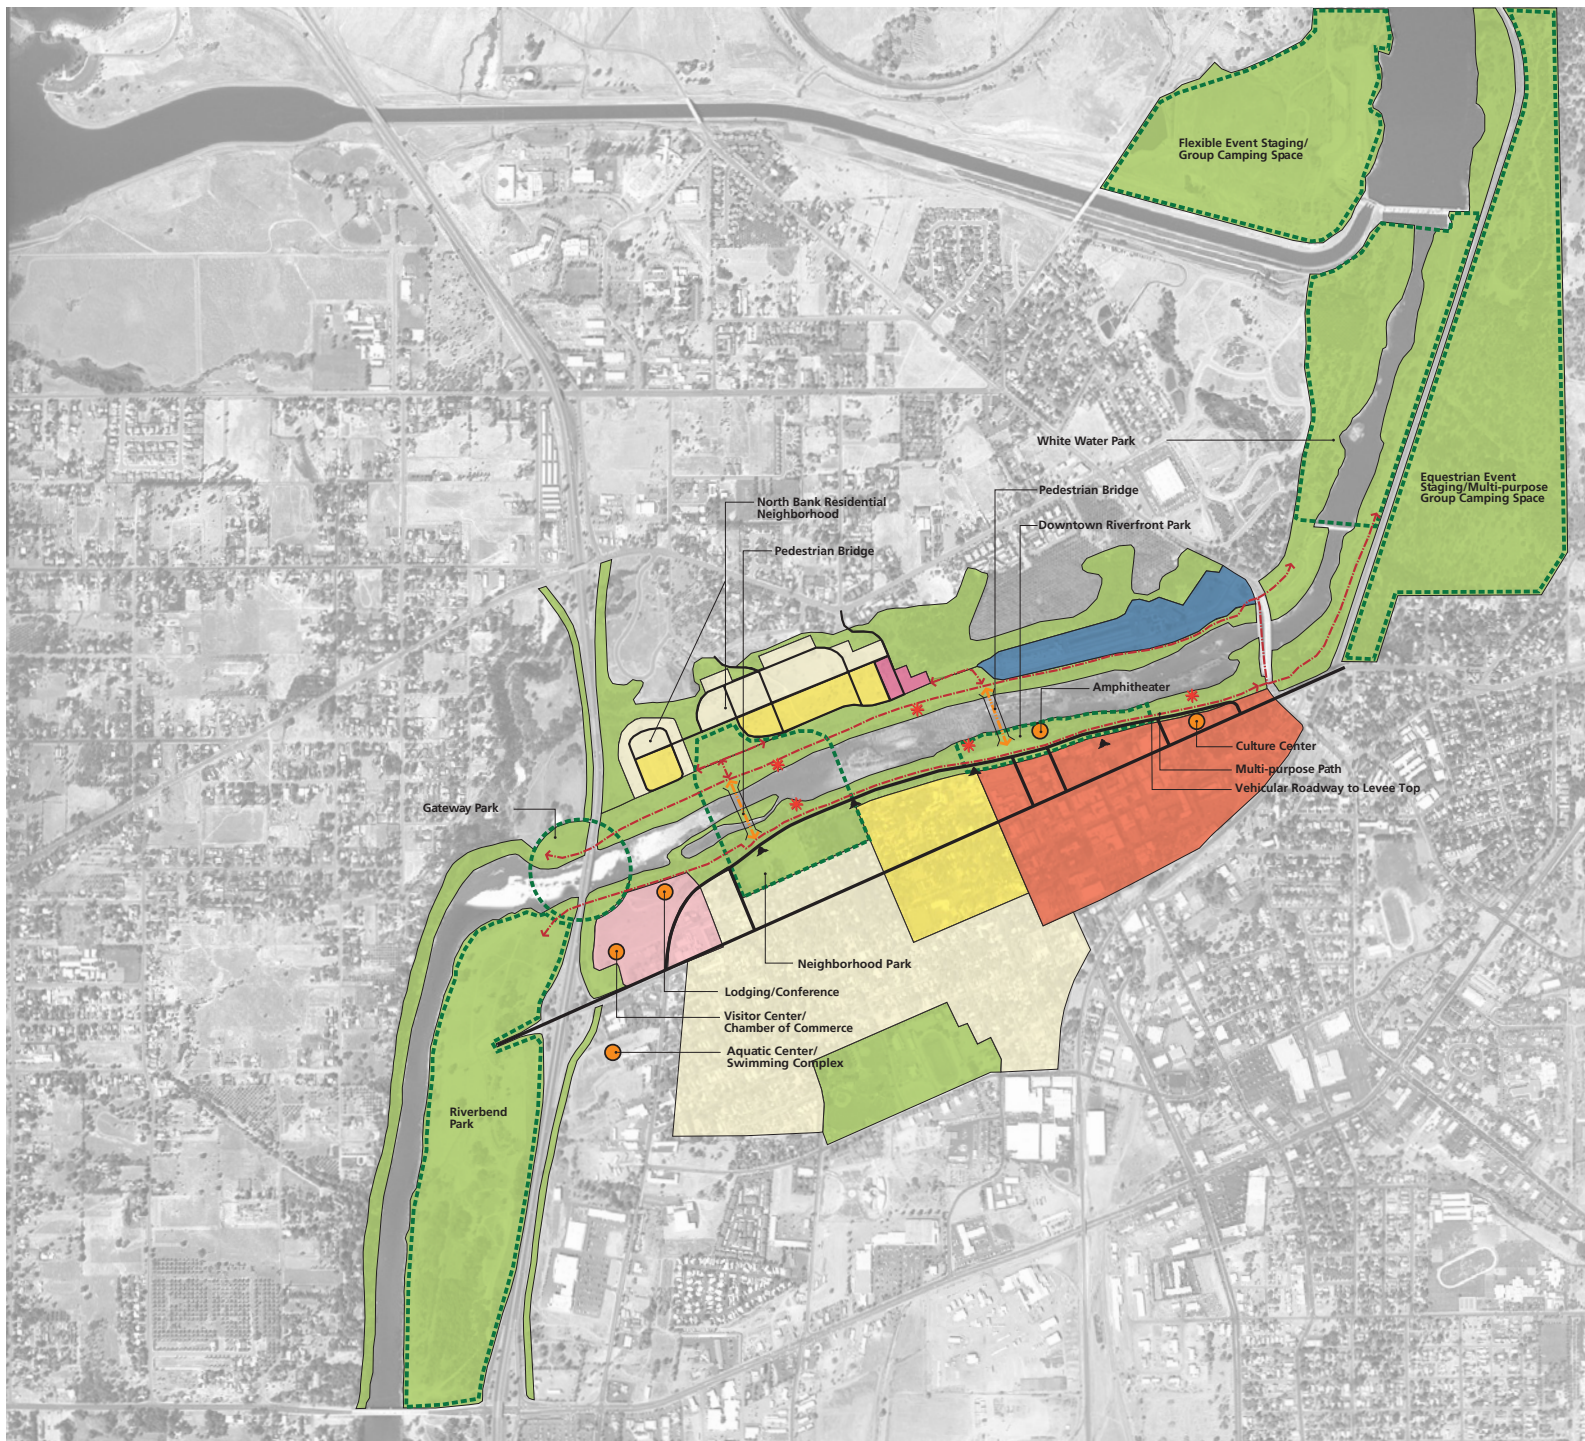 Flexible Event Staging/
Group Camping Space
White Water Park
Equestrian Event
Staging/Multi-purpose
Group Camping Space
Pedestrian Bridge
North Bank Residential
Neighborhood
Downtown Riverfront Park
Pedestrian Bridge
Amphitheater
Culture Center
Multi-purpose Path
Vehicular Roadway to Levee Top
Gateway Park
Neighborhood Park
Lodging/Conference
Visitor Center/
Chamber of Commerce
Aquatic Center/
Swimming Complex
Riverbend
Park